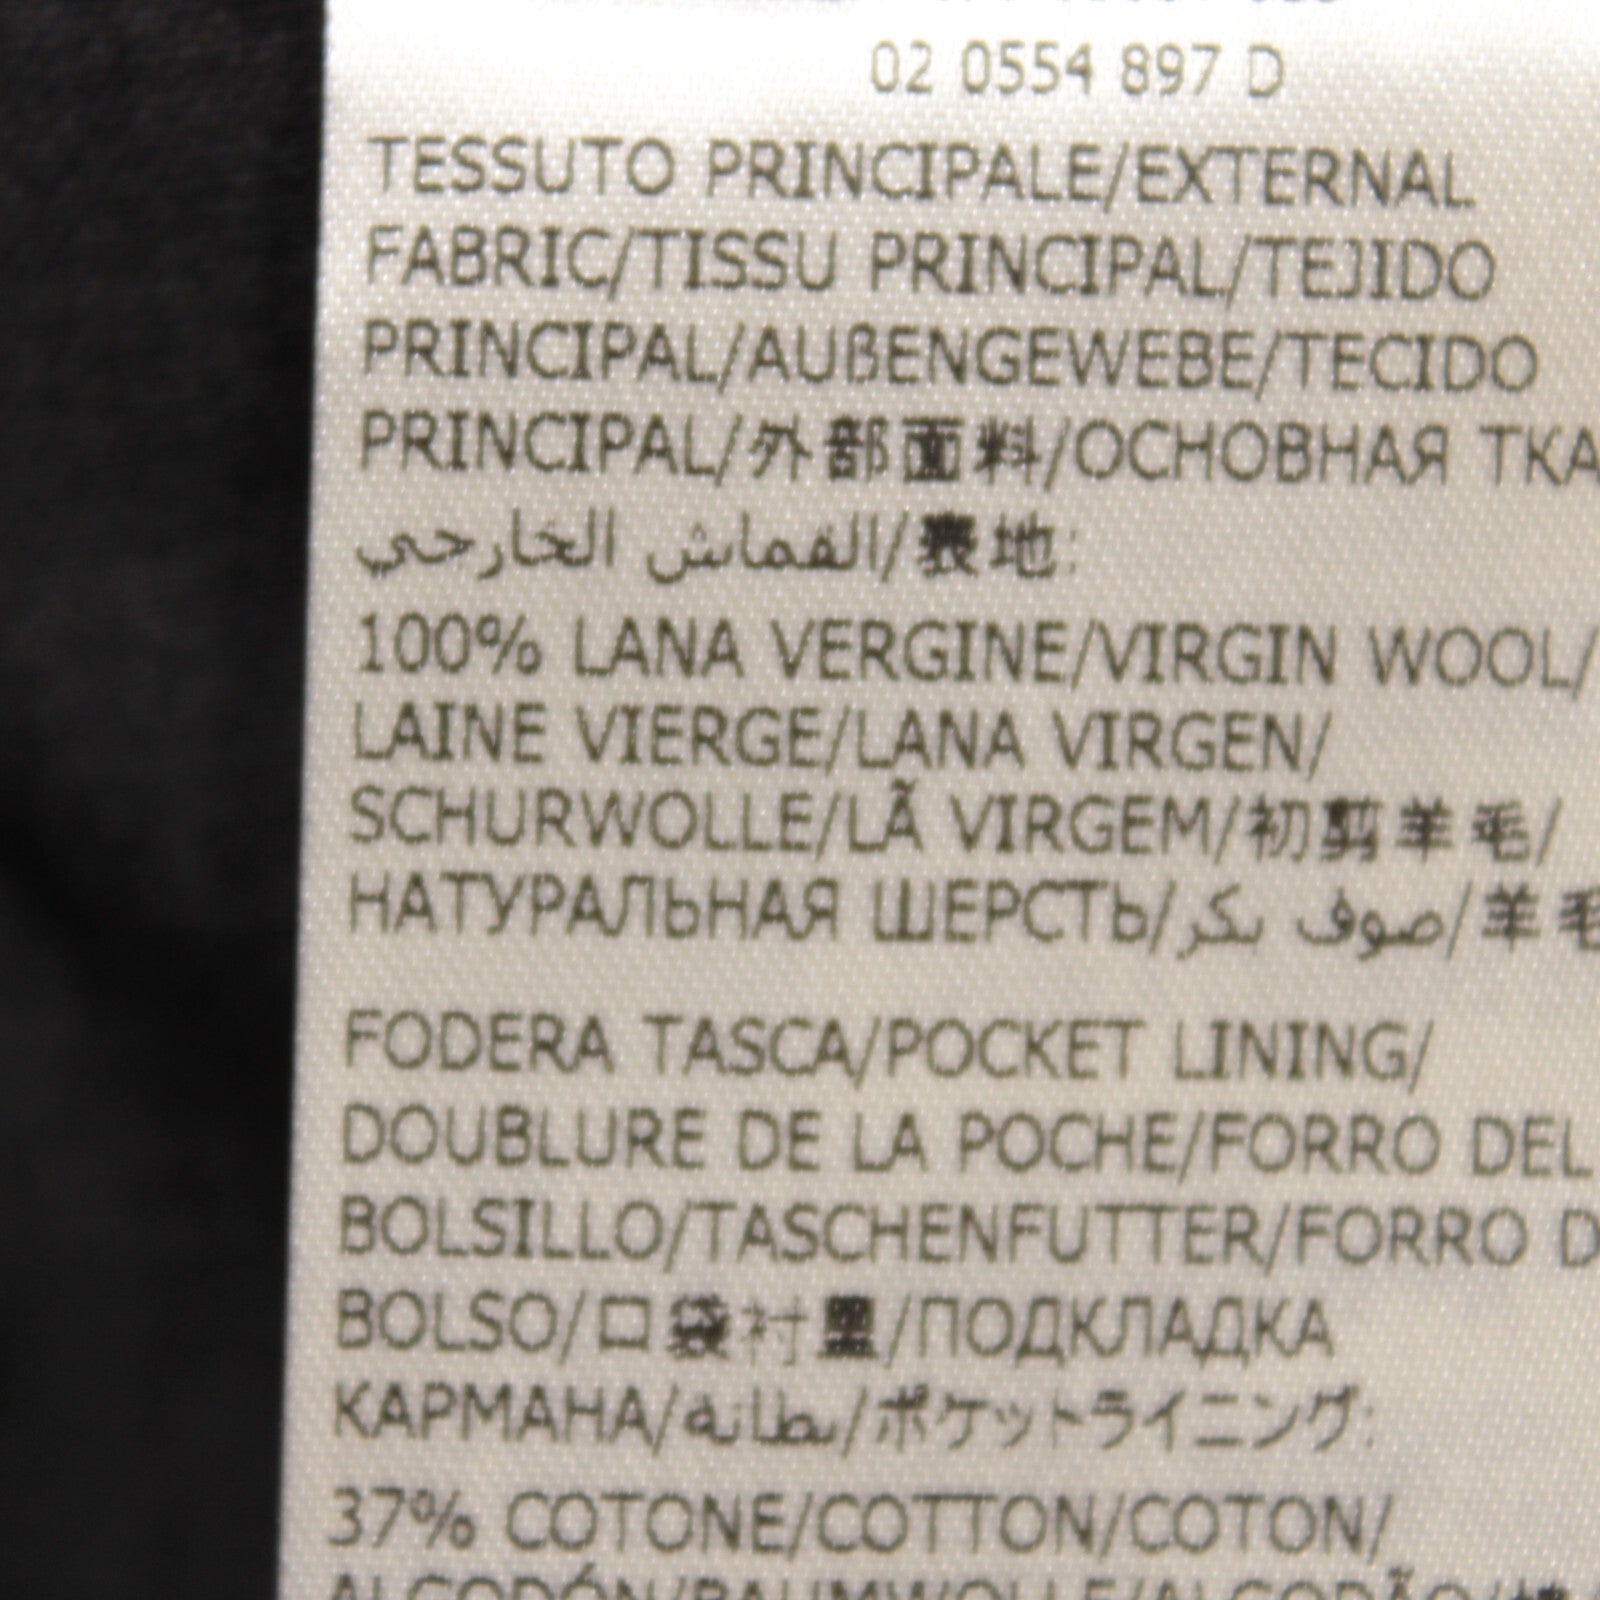 02 0554 897 D
TESSUTO PRINCIPALE/EXTERNAL
FABRIC/TISSU PRINCIPAL/TEJIDO
PRINCIPAL/AUßENGEWEBE/TECIDO
PRINCIPAL/外部面料/ОСНОВНАЯ ТКА
القماش الخارجي/表地:
100% LANA VERGINE/VIRGIN WOOL/
LAINE VIERGE/LANA VIRGEN/
SCHURWOLLE/LÃ VIRGEM/初剪羊毛/
НАТУРАЛЬНАЯ ШЕРСТЬ/صوف بكر/羊毛
FODERA TASCA/POCKET LINING/
DOUBLURE DE LA POCHE/FORRO DEL
BOLSILLO/TASCHENFUTTER/FORRO D
BOLSO/口袋衬里/ПОДКЛАДКА
КАРМАНА/بطانة/ポケットライニング:
37% COTONE/COTTON/COTON/
ALGODÓN/BAUMWOLLE/ALGODÃO/